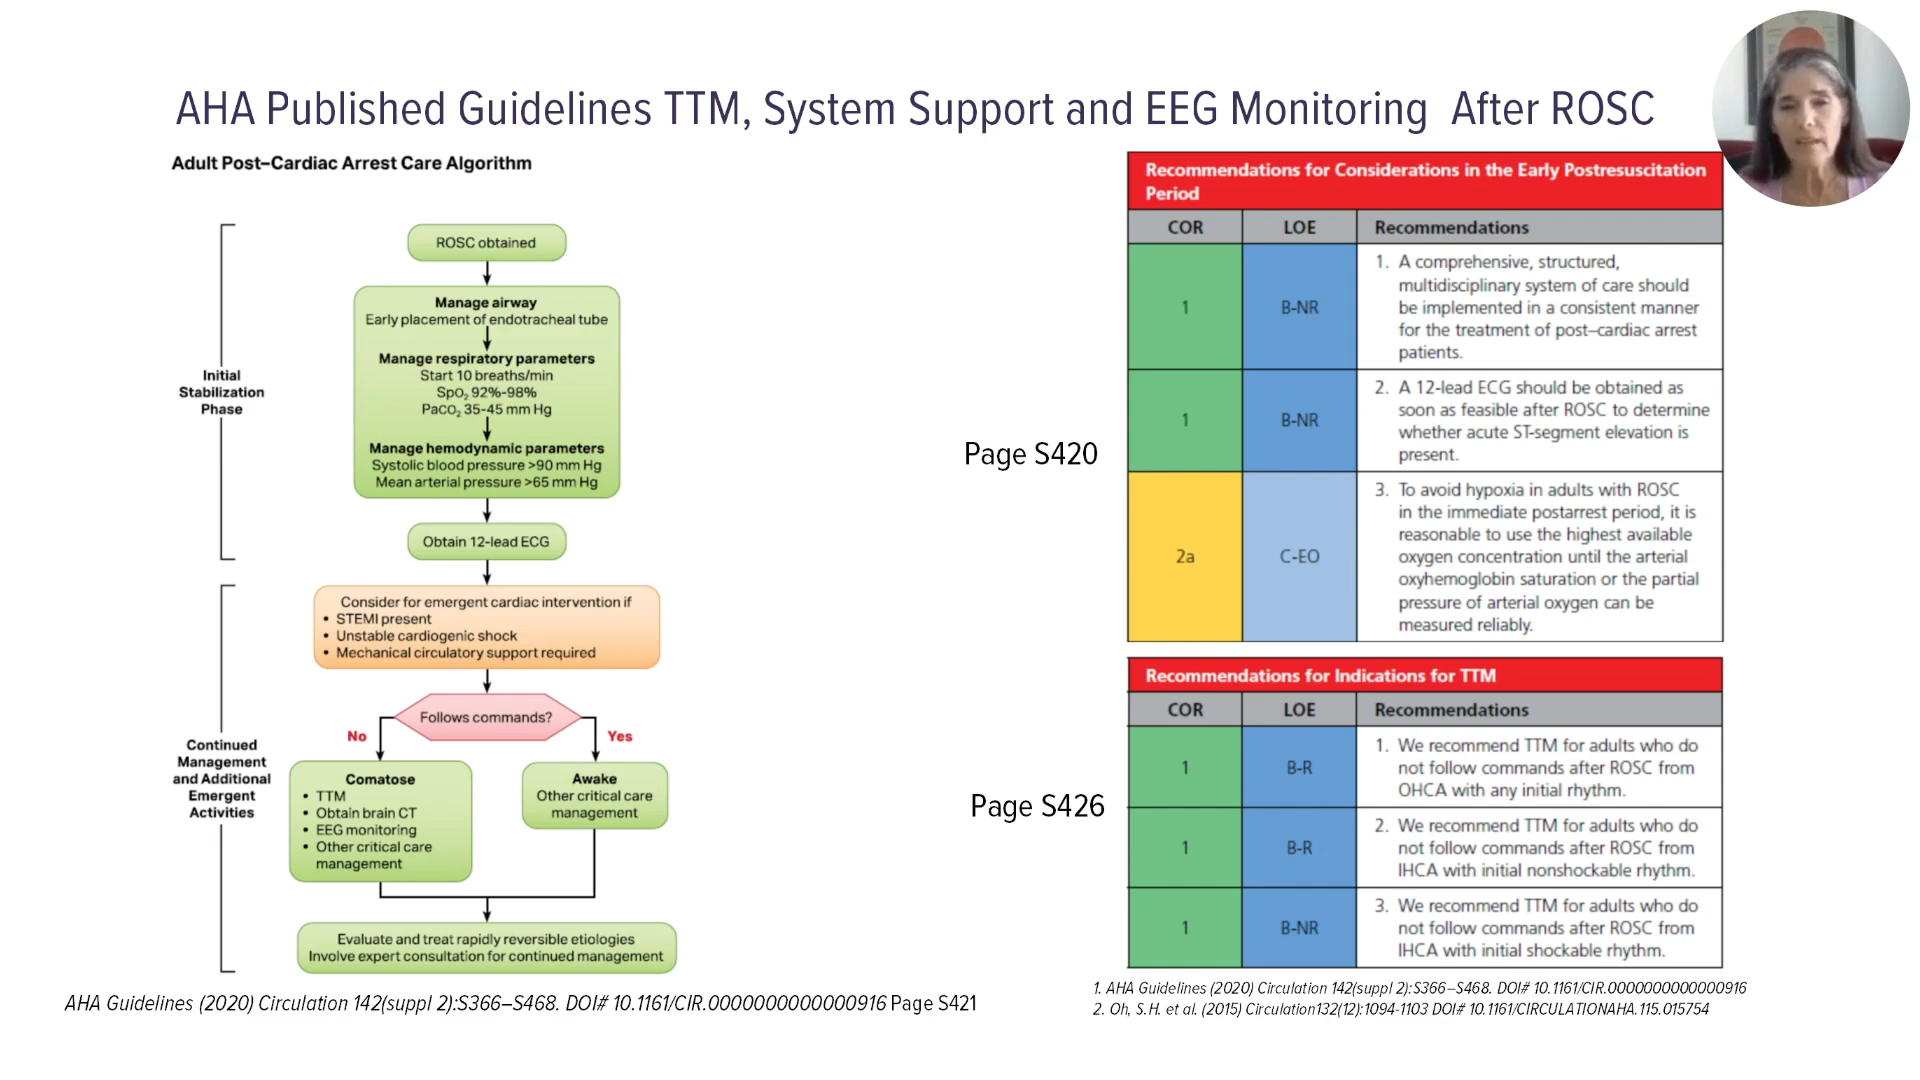 AHA Published Guidelines TTM, System Support and EEG Monitoring After ROSC
Adult Post–Cardiac Arrest Care Algorithm
Initial
Stabilization
Phase
ROSC obtained
Manage airway
Early placement of endotracheal tube
Manage respiratory parameters
Start 10 breaths/min
SpO₂ 92%-98%
PaCO₂ 35-45 mm Hg
Manage hemodynamic parameters
Systolic blood pressure >90 mm Hg
Mean arterial pressure >65 mm Hg
Obtain 12-lead ECG
Continued
Management
and Additional
Emergent
Activities
Consider for emergent cardiac intervention if
• STEMI present
• Unstable cardiogenic shock
• Mechanical circulatory support required
Follows commands?
No
Yes
Comatose
• TTM
• Obtain brain CT
• EEG monitoring
• Other critical care
management
Awake
Other critical care
management
Evaluate and treat rapidly reversible etiologies
Involve expert consultation for continued management
AHA Guidelines (2020) Circulation 142(suppl 2):S366–S468. DOI# 10.1161/CIR.0000000000000916 Page S421
Page S420
Recommendations for Considerations in the Early Postresuscitation
Period
COR LOE Recommendations
1 B-NR 1. A comprehensive, structured,
multidisciplinary system of care should
be implemented in a consistent manner
for the treatment of post–cardiac arrest
patients.
1 B-NR 2. A 12-lead ECG should be obtained as
soon as feasible after ROSC to determine
whether acute ST-segment elevation is
present.
2a C-EO 3. To avoid hypoxia in adults with ROSC
in the immediate postarrest period, it is
reasonable to use the highest available
oxygen concentration until the arterial
oxyhemoglobin saturation or the partial
pressure of arterial oxygen can be
measured reliably.
Page S426
Recommendations for Indications for TTM
COR LOE Recommendations
1 B-R 1. We recommend TTM for adults who do
not follow commands after ROSC from
OHCA with any initial rhythm.
1 B-R 2. We recommend TTM for adults who do
not follow commands after ROSC from
IHCA with initial nonshockable rhythm.
1 B-NR 3. We recommend TTM for adults who do
not follow commands after ROSC from
IHCA with initial shockable rhythm.
1. AHA Guidelines (2020) Circulation 142(suppl 2):S366–S468. DOI# 10.1161/CIR.0000000000000916
2. Oh, S.H. et al. (2015) Circulation132(12):1094-1103 DOI# 10.1161/CIRCULATIONAHA.115.015754